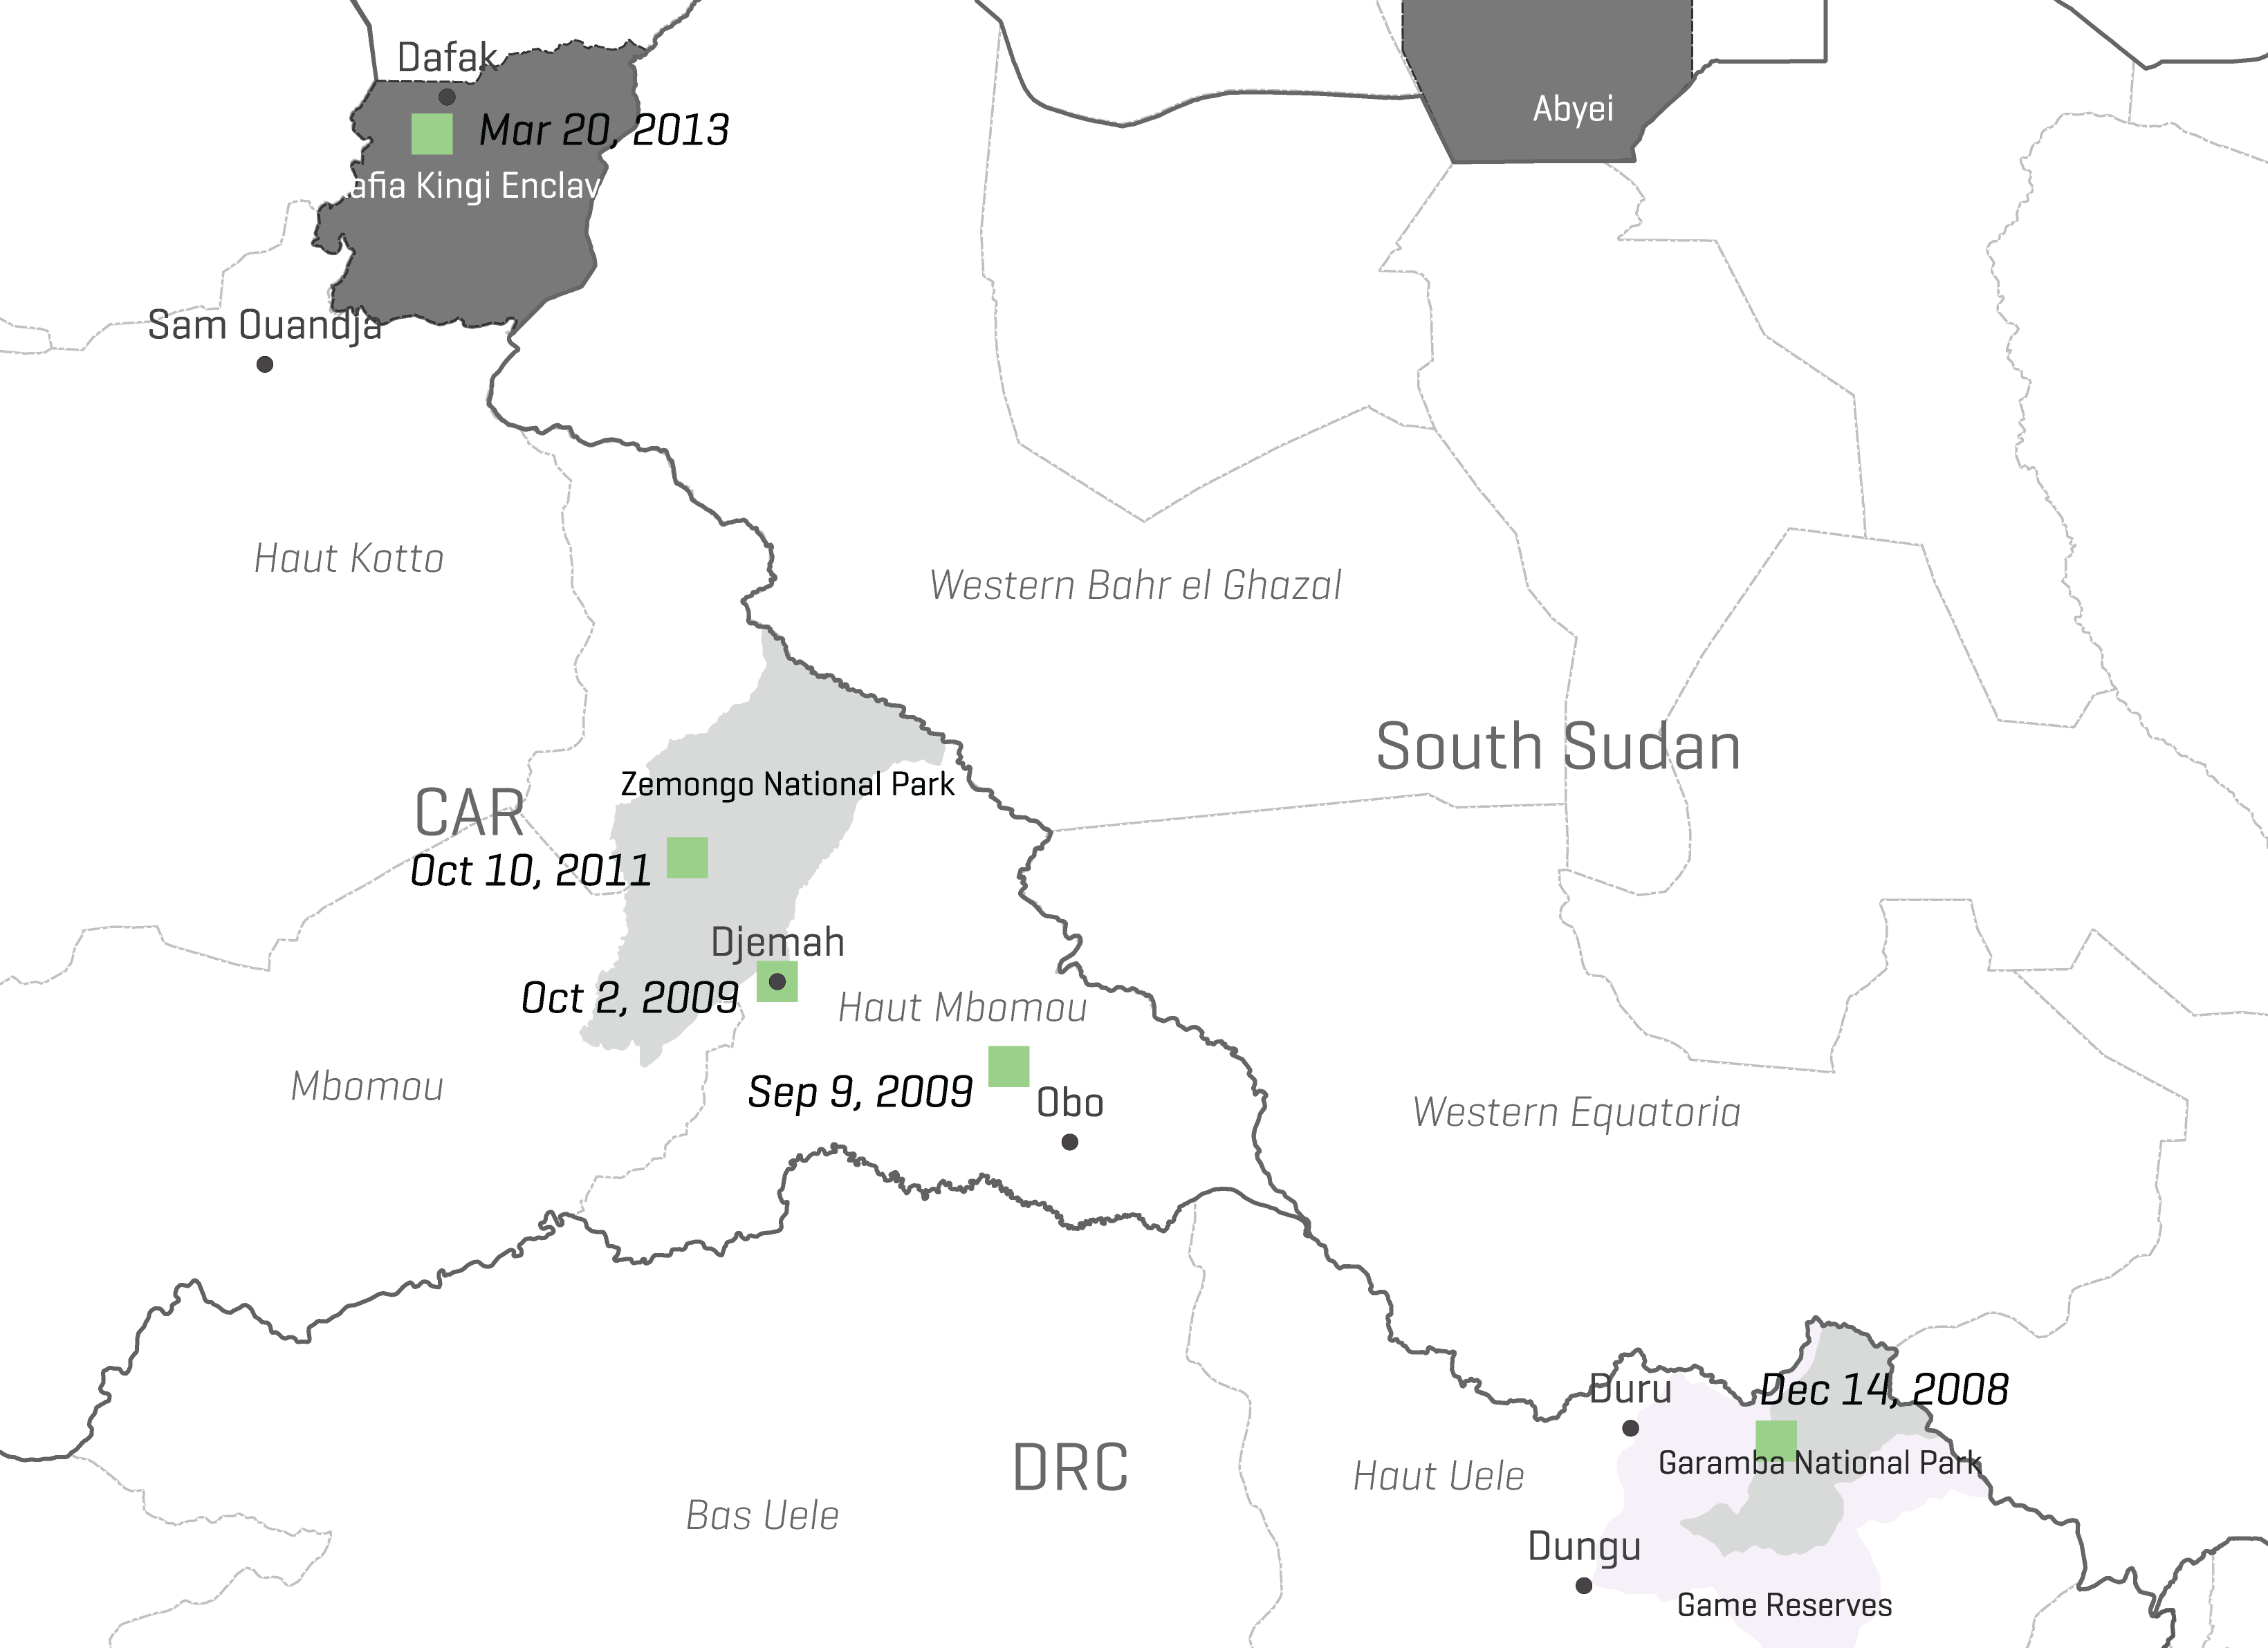 Dafak
Abyei
Mar 20, 2013
afia Kingi Enclav
Sam Ouandja
Haut Kotto
Western Bahr el Ghazal
South Sudan
Zemongo National Park
CAR
Oct 10, 2011
Djemah
Oct 2, 2009
Haut Mbomou
Mbomou
Sep 9, 2009
Obo
Western Equatoria
Duru
Dec 14, 2008
DRC
Haut Uele
Garamba National Park
Bas Uele
Dungu
Game Reserves